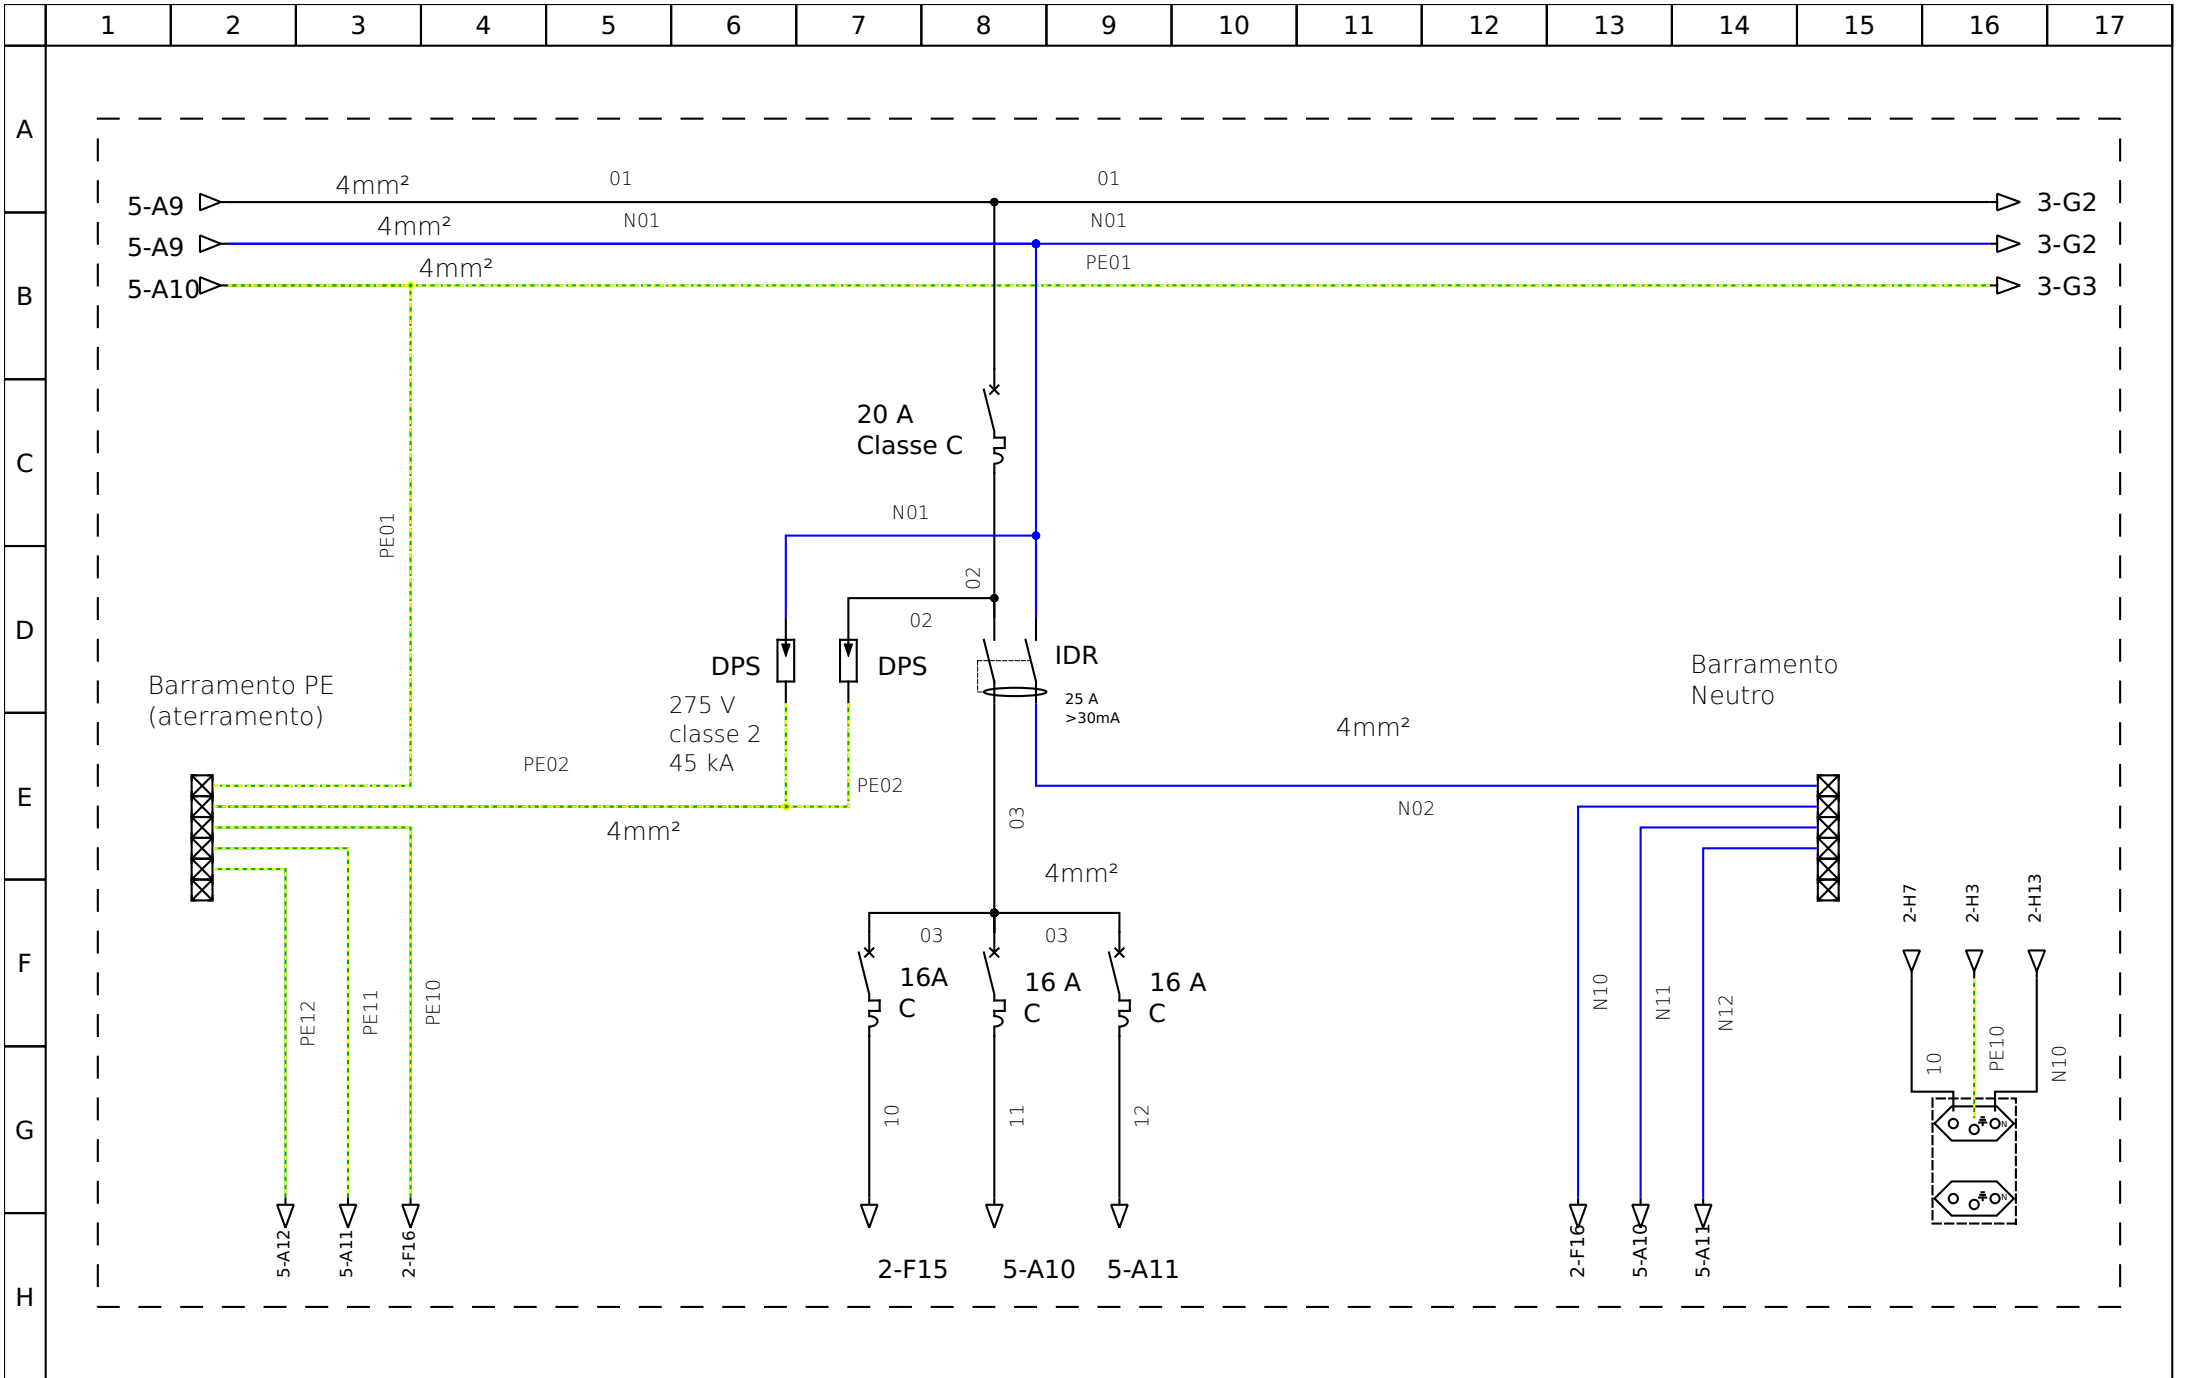 1 2 3 4 5 6 7 8 9 10 11 12 13 14 15 16 17
A
B
C
D
E
F
G
H
5-A9 4mm² 01 01 3-G2
5-A9 4mm² N01 N01 3-G2
5-A10 4mm² PE01 3-G3
20 A
Classe C
PE01
N01
02
02
DPS
DPS
IDR
25 A
>30mA
275 V
classe 2
45 kA
Barramento PE
(aterramento)
Barramento
Neutro
4mm²
PE02
PE02
4mm²
N02
03
4mm²
03
03
16A
C
16 A
C
16 A
C
PE12
PE11
PE10
10
11
12
N10
N11
N12
2-H7
2-H3
2-H13
10
PE10
N10
N
N
5-A12
5-A11
2-F16
2-F15
5-A10
5-A11
2-F16
5-A10
5-A11